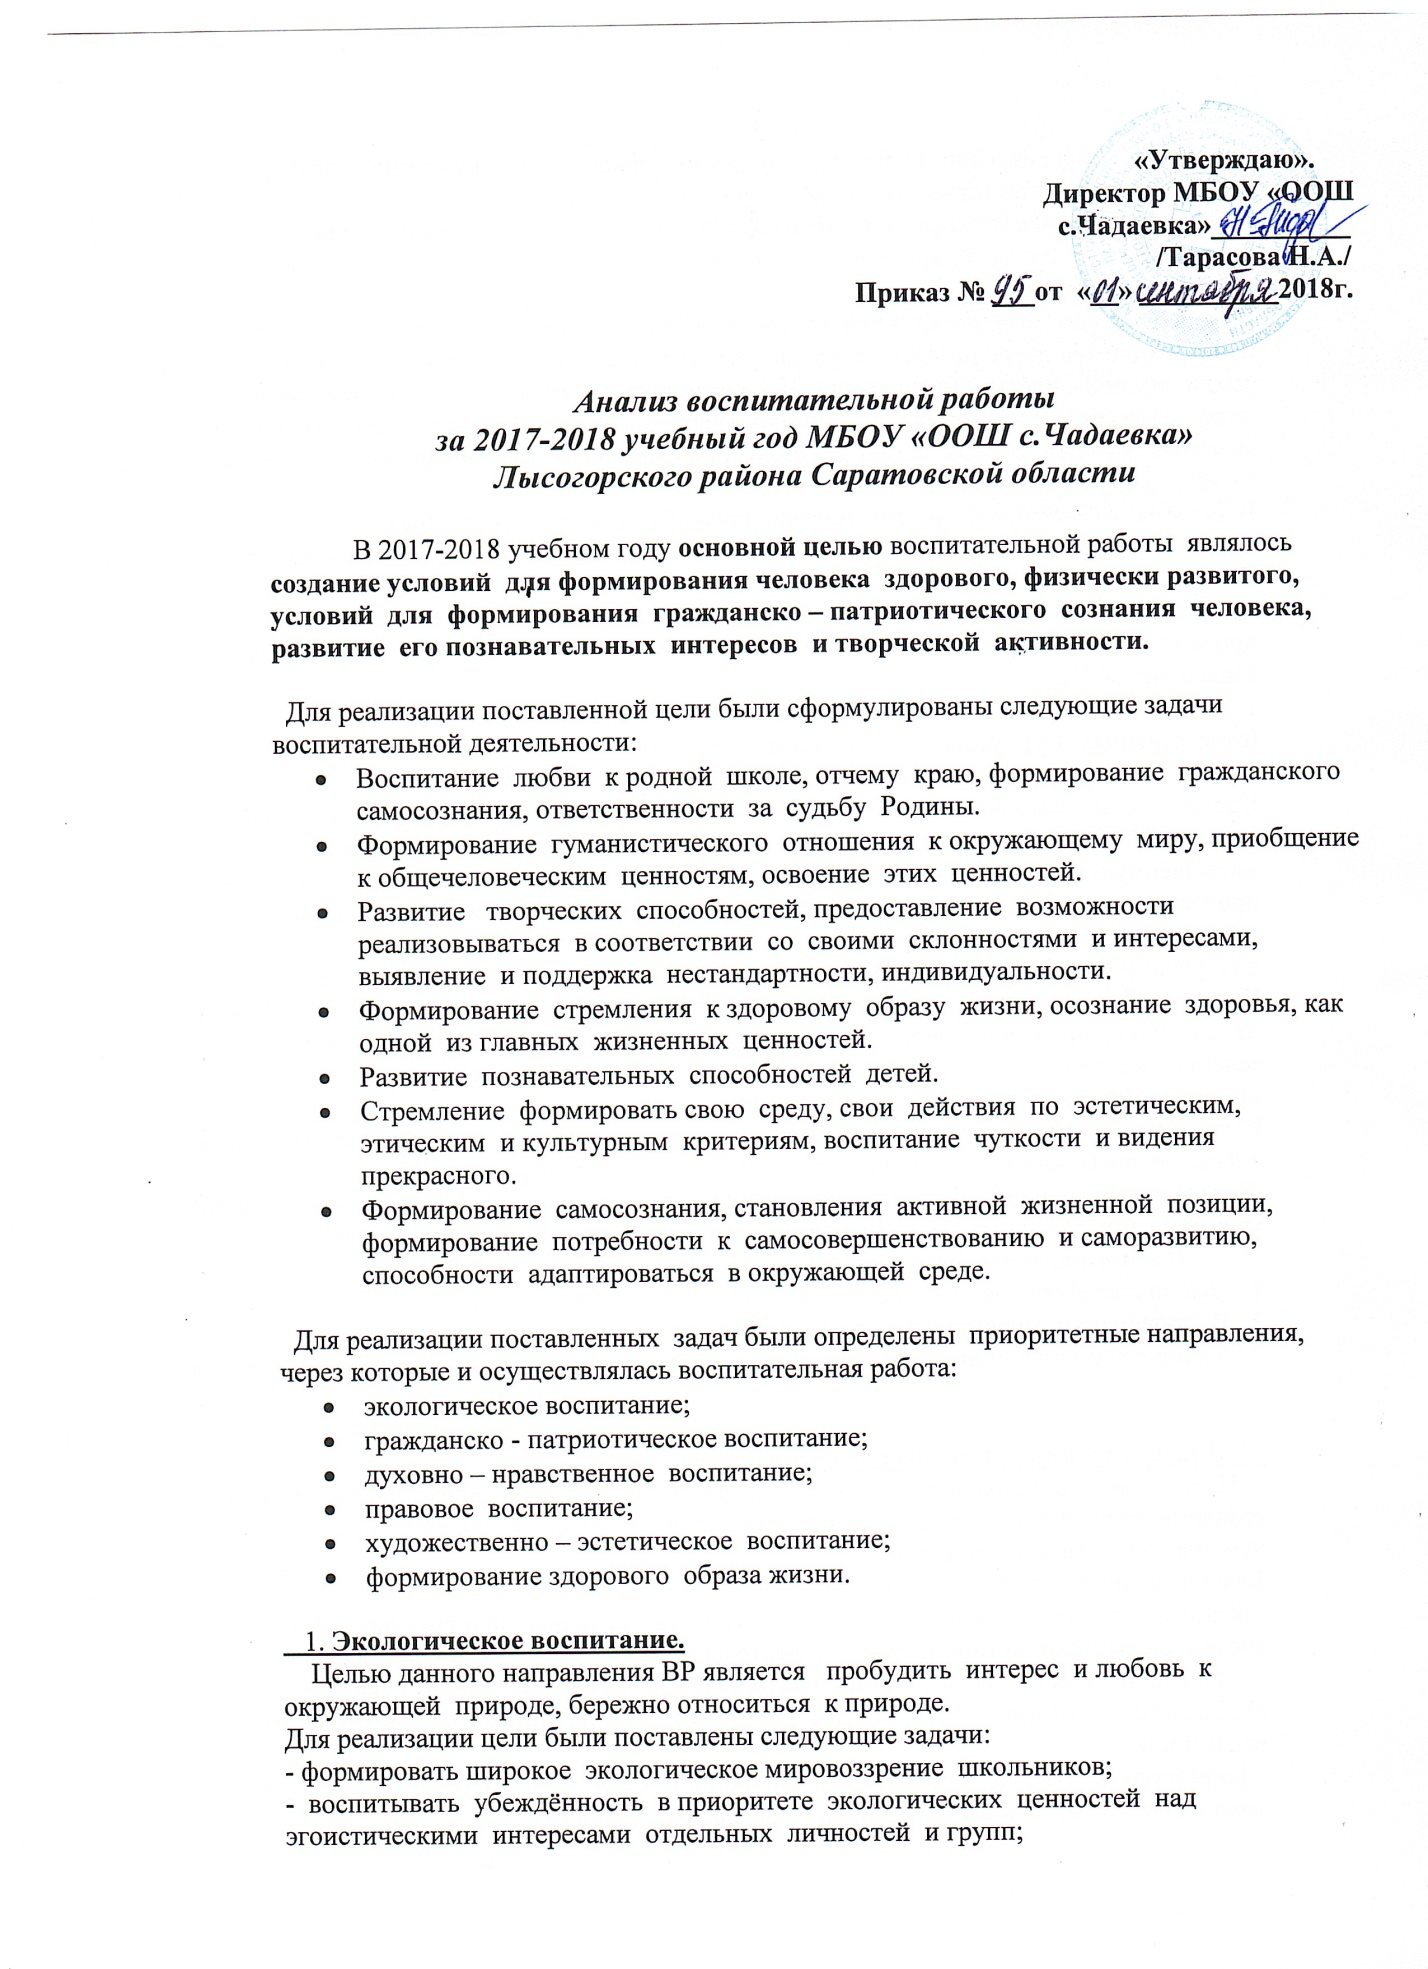 «Утверждаю».
Директор МБОУ «ООШ
с.Чадаевка»__________
/Тарасова Н.А./
Приказ № 95 от «01» сентября 2018г.
Анализ воспитательной работы
за 2017-2018 учебный год МБОУ «ООШ с.Чадаевка»
Лысогорского района Саратовской области
В 2017-2018 учебном году основной целью воспитательной работы являлось
создание условий для формирования человека здорового, физически развитого,
условий для формирования гражданско – патриотического сознания человека,
развитие его познавательных интересов и творческой активности.
Для реализации поставленной цели были сформулированы следующие задачи
воспитательной деятельности:
• Воспитание любви к родной школе, отчему краю, формирование гражданского
самосознания, ответственности за судьбу Родины.
• Формирование гуманистического отношения к окружающему миру, приобщение
к общечеловеческим ценностям, освоение этих ценностей.
• Развитие творческих способностей, предоставление возможности
реализовываться в соответствии со своими склонностями и интересами,
выявление и поддержка нестандартности, индивидуальности.
• Формирование стремления к здоровому образу жизни, осознание здоровья, как
одной из главных жизненных ценностей.
• Развитие познавательных способностей детей.
• Стремление формировать свою среду, свои действия по эстетическим,
этическим и культурным критериям, воспитание чуткости и видения
прекрасного.
• Формирование самосознания, становления активной жизненной позиции,
формирование потребности к самосовершенствованию и саморазвитию,
способности адаптироваться в окружающей среде.
Для реализации поставленных задач были определены приоритетные направления,
через которые и осуществлялась воспитательная работа:
• экологическое воспитание;
• гражданско - патриотическое воспитание;
• духовно – нравственное воспитание;
• правовое воспитание;
• художественно – эстетическое воспитание;
• формирование здорового образа жизни.
1. Экологическое воспитание.
Целью данного направления ВР является пробудить интерес и любовь к
окружающей природе, бережно относиться к природе.
Для реализации цели были поставлены следующие задачи:
- формировать широкое экологическое мировоззрение школьников;
- воспитывать убеждённость в приоритете экологических ценностей над
эгоистическими интересами отдельных личностей и групп;